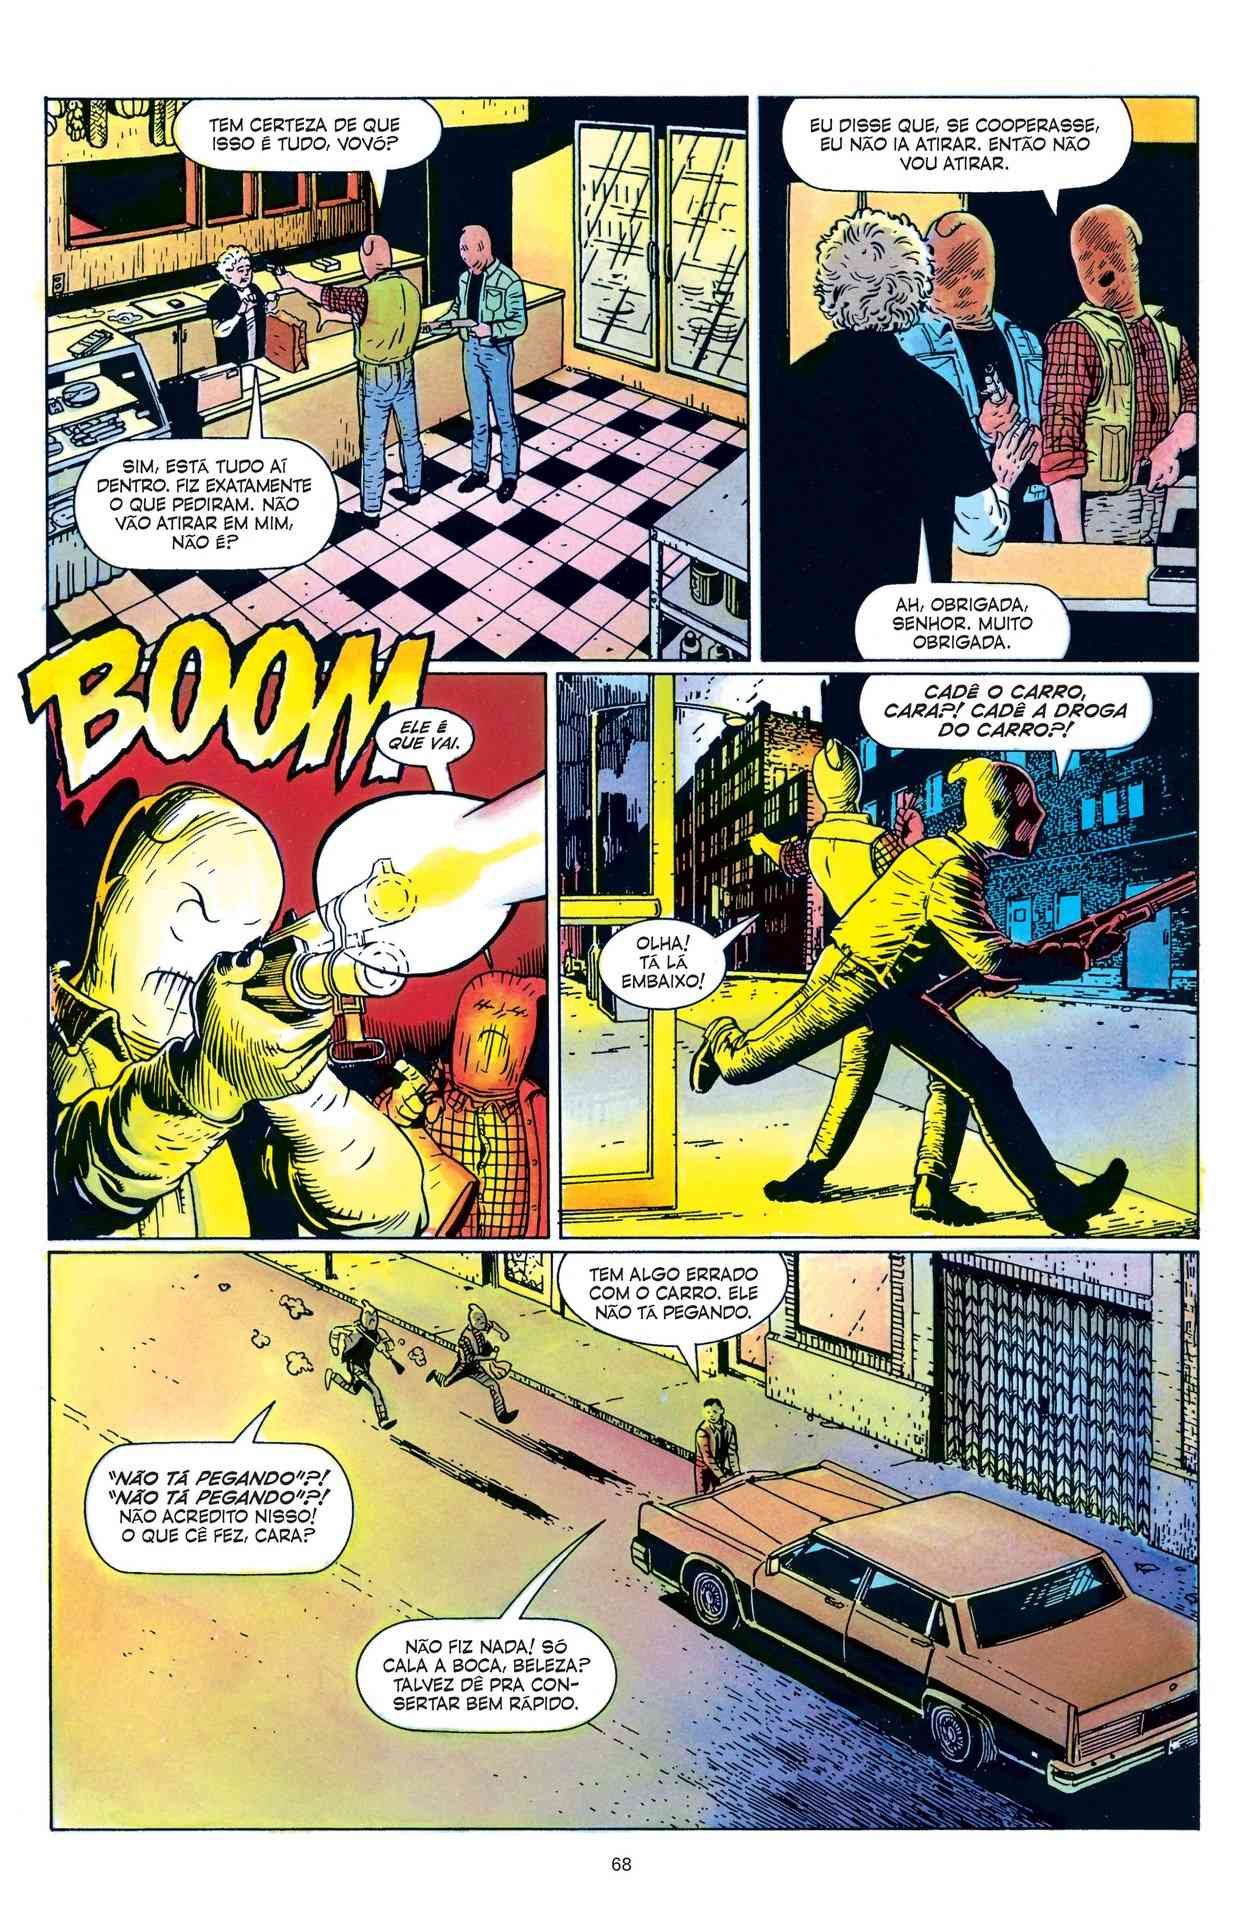 TEM CERTEZA DE QUE
ISSO É TUDO, VOVÓ?
SIM, ESTÁ TUDO AÍ
DENTRO. FIZ EXATAMENTE
O QUE PEDIRAM. NÃO
VÃO ATIRAR EM MIM,
NÃO É?
EU DISSE QUE, SE COOPERASSE,
EU NÃO IA ATIRAR. ENTÃO NÃO
VOU ATIRAR.
AH, OBRIGADA,
SENHOR. MUITO
OBRIGADA.
BOOM
ELE É
QUE VAI.
CADÊ O CARRO,
CARA?! CADÊ A DROGA
DO CARRO?!
OLHA!
TÁ LÁ
EMBAIXO!
TEM ALGO ERRADO
COM O CARRO. ELE
NÃO TÁ PEGANDO.
"NÃO TÁ PEGANDO"?!
"NÃO TÁ PEGANDO"?!
NÃO ACREDITO NISSO!
O QUE CÊ FEZ, CARA?
NÃO FIZ NADA! SÓ
CALA A BOCA, BELEZA?
TALVEZ DÊ PRA CON-
SERTAR BEM RÁPIDO.
68